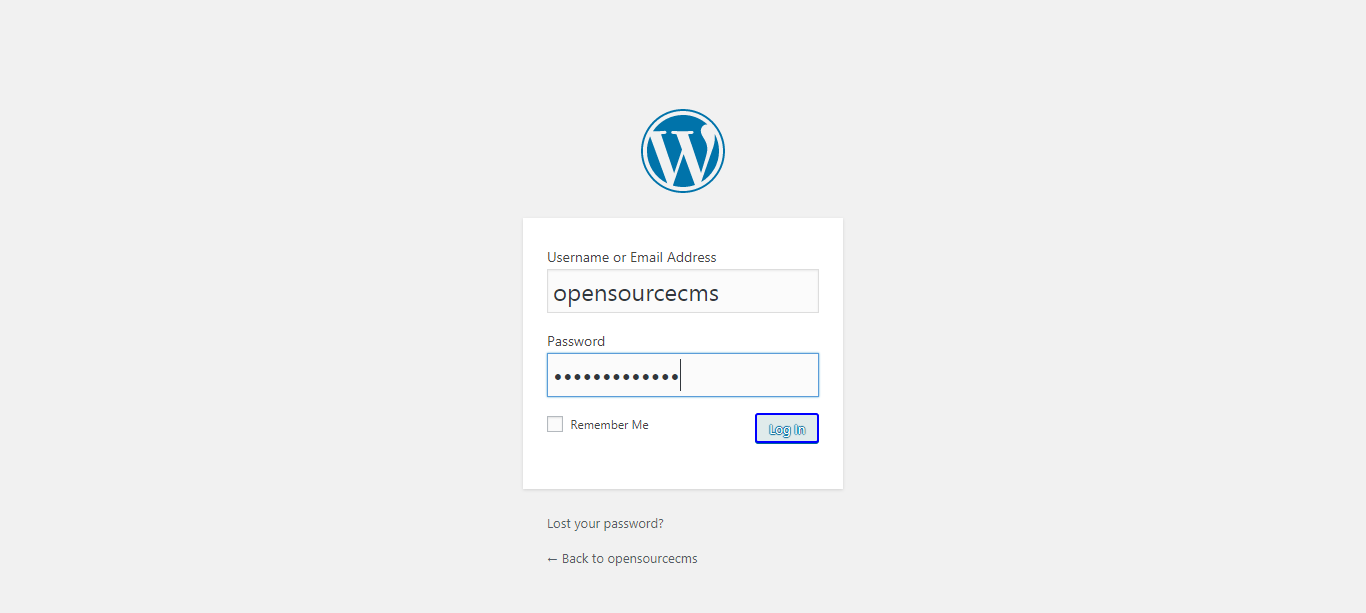 Username or Email Address
opensourcecms
Password
•••••••••••••
Remember Me
Log In
Lost your password?
← Back to opensourcecms